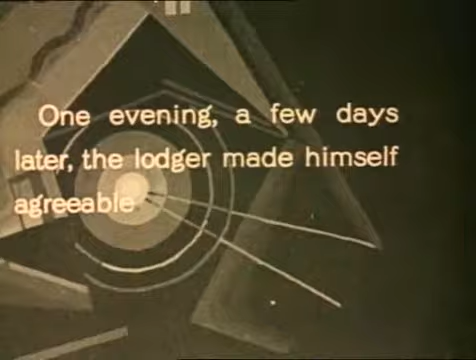 One evening, a few days
later, the lodger made himself
agreeable